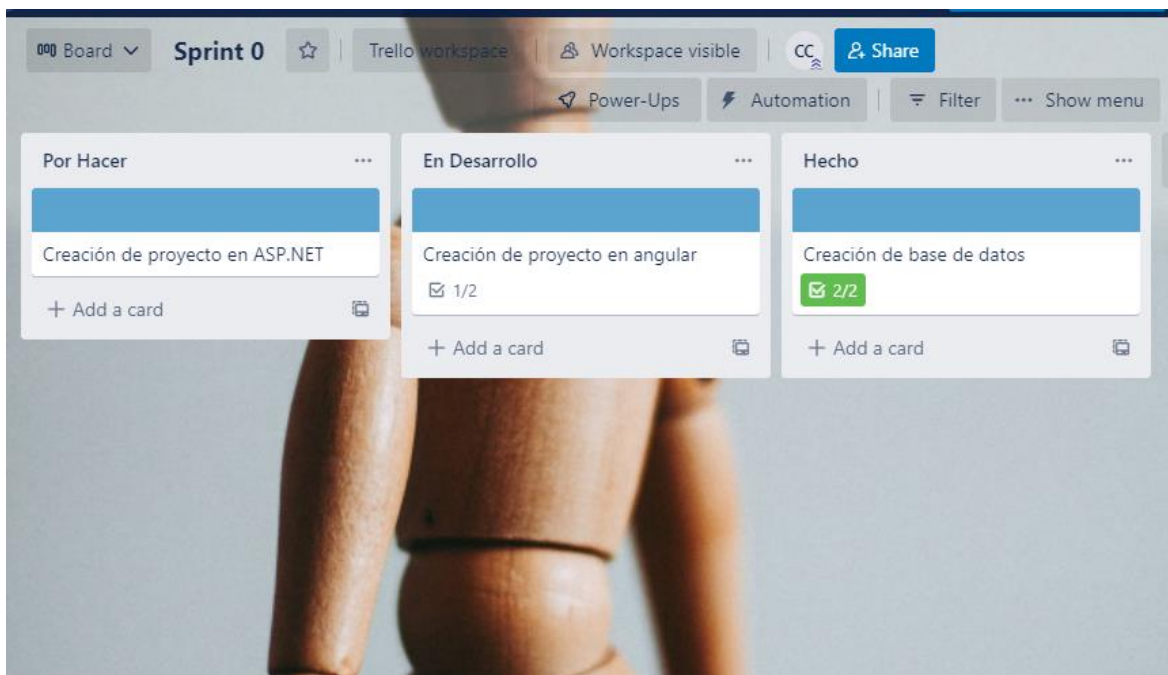 Board Sprint 0 Trello workspace Workspace visible CC Share
Power-Ups Automation Filter ... Show menu
Por Hacer ...
Creación de proyecto en ASP.NET
+ Add a card
En Desarrollo ...
Creación de proyecto en angular
1/2
+ Add a card
Hecho ...
Creación de base de datos
2/2
+ Add a card